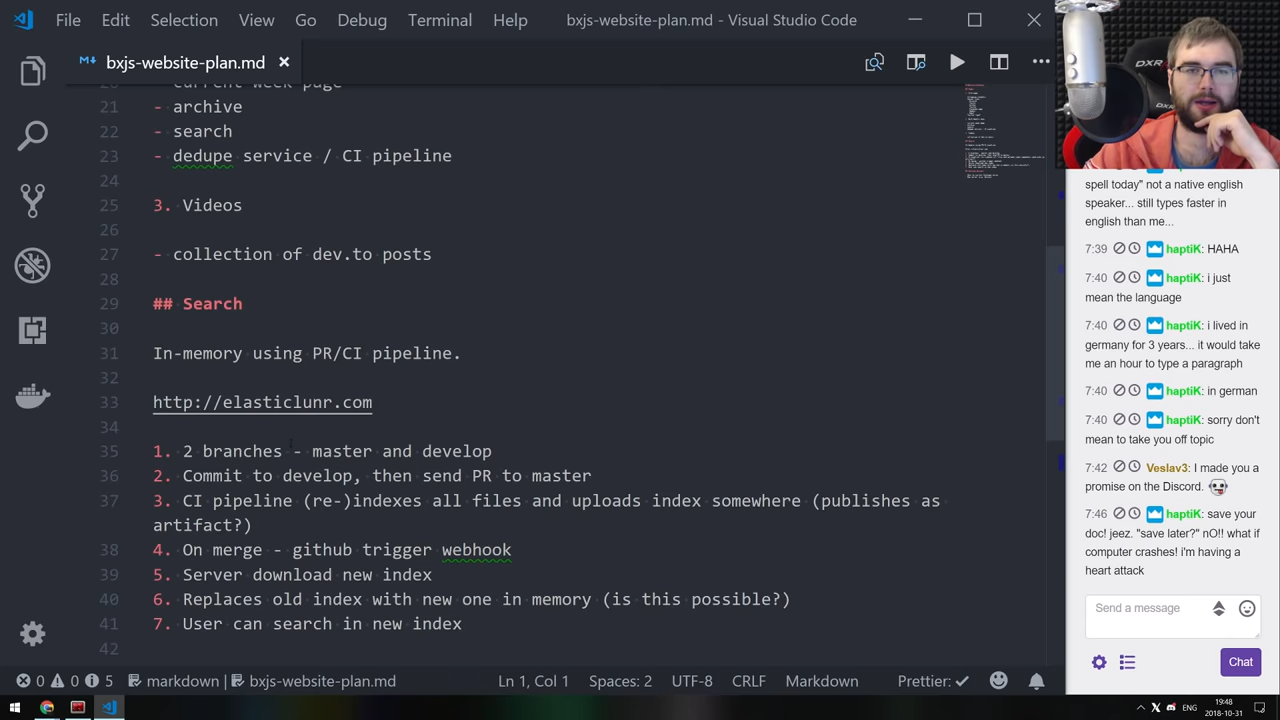 File Edit Selection View Go Debug Terminal Help bxjs-website-plan.md - Visual Studio Code
bxjs-website-plan.md
current week page
21 - archive
22 - search
23 - dedupe service / CI pipeline
24
25 3. Videos
26
27 - collection of dev.to posts
28
29 ## Search
30
31 In-memory using PR/CI pipeline.
32
33 http://elasticlunr.com
34
35 1. 2 branches - master and develop
36 2. Commit to develop, then send PR to master
37 3. CI pipeline (re-)indexes all files and uploads index somewhere (publishes as
artifact?)
38 4. On merge - github trigger webhook
39 5. Server download new index
40 6. Replaces old index with new one in memory (is this possible?)
41 7. User can search in new index
42
0 0 5 markdown bxjs-website-plan.md Ln 1, Col 1 Spaces: 2 UTF-8 CRLF Markdown Prettier: ✓
DXRACER
spell today" not a native english
speaker... still types faster in
english than me...
7:39 haptiK: HAHA
7:40 haptiK: i just
mean the language
7:40 haptiK: i lived in
germany for 3 years... it would take
me an hour to type a paragraph
7:40 haptiK: in german
7:40 haptiK: sorry don't
mean to take you off topic
7:42 Veslav3: I made you a
promise on the Discord.
7:46 haptiK: save your
doc! jeez. "save later?" nO!! what if
computer crashes! i'm having a
heart attack
Send a message
Chat
ENG
19:48
2018-10-31